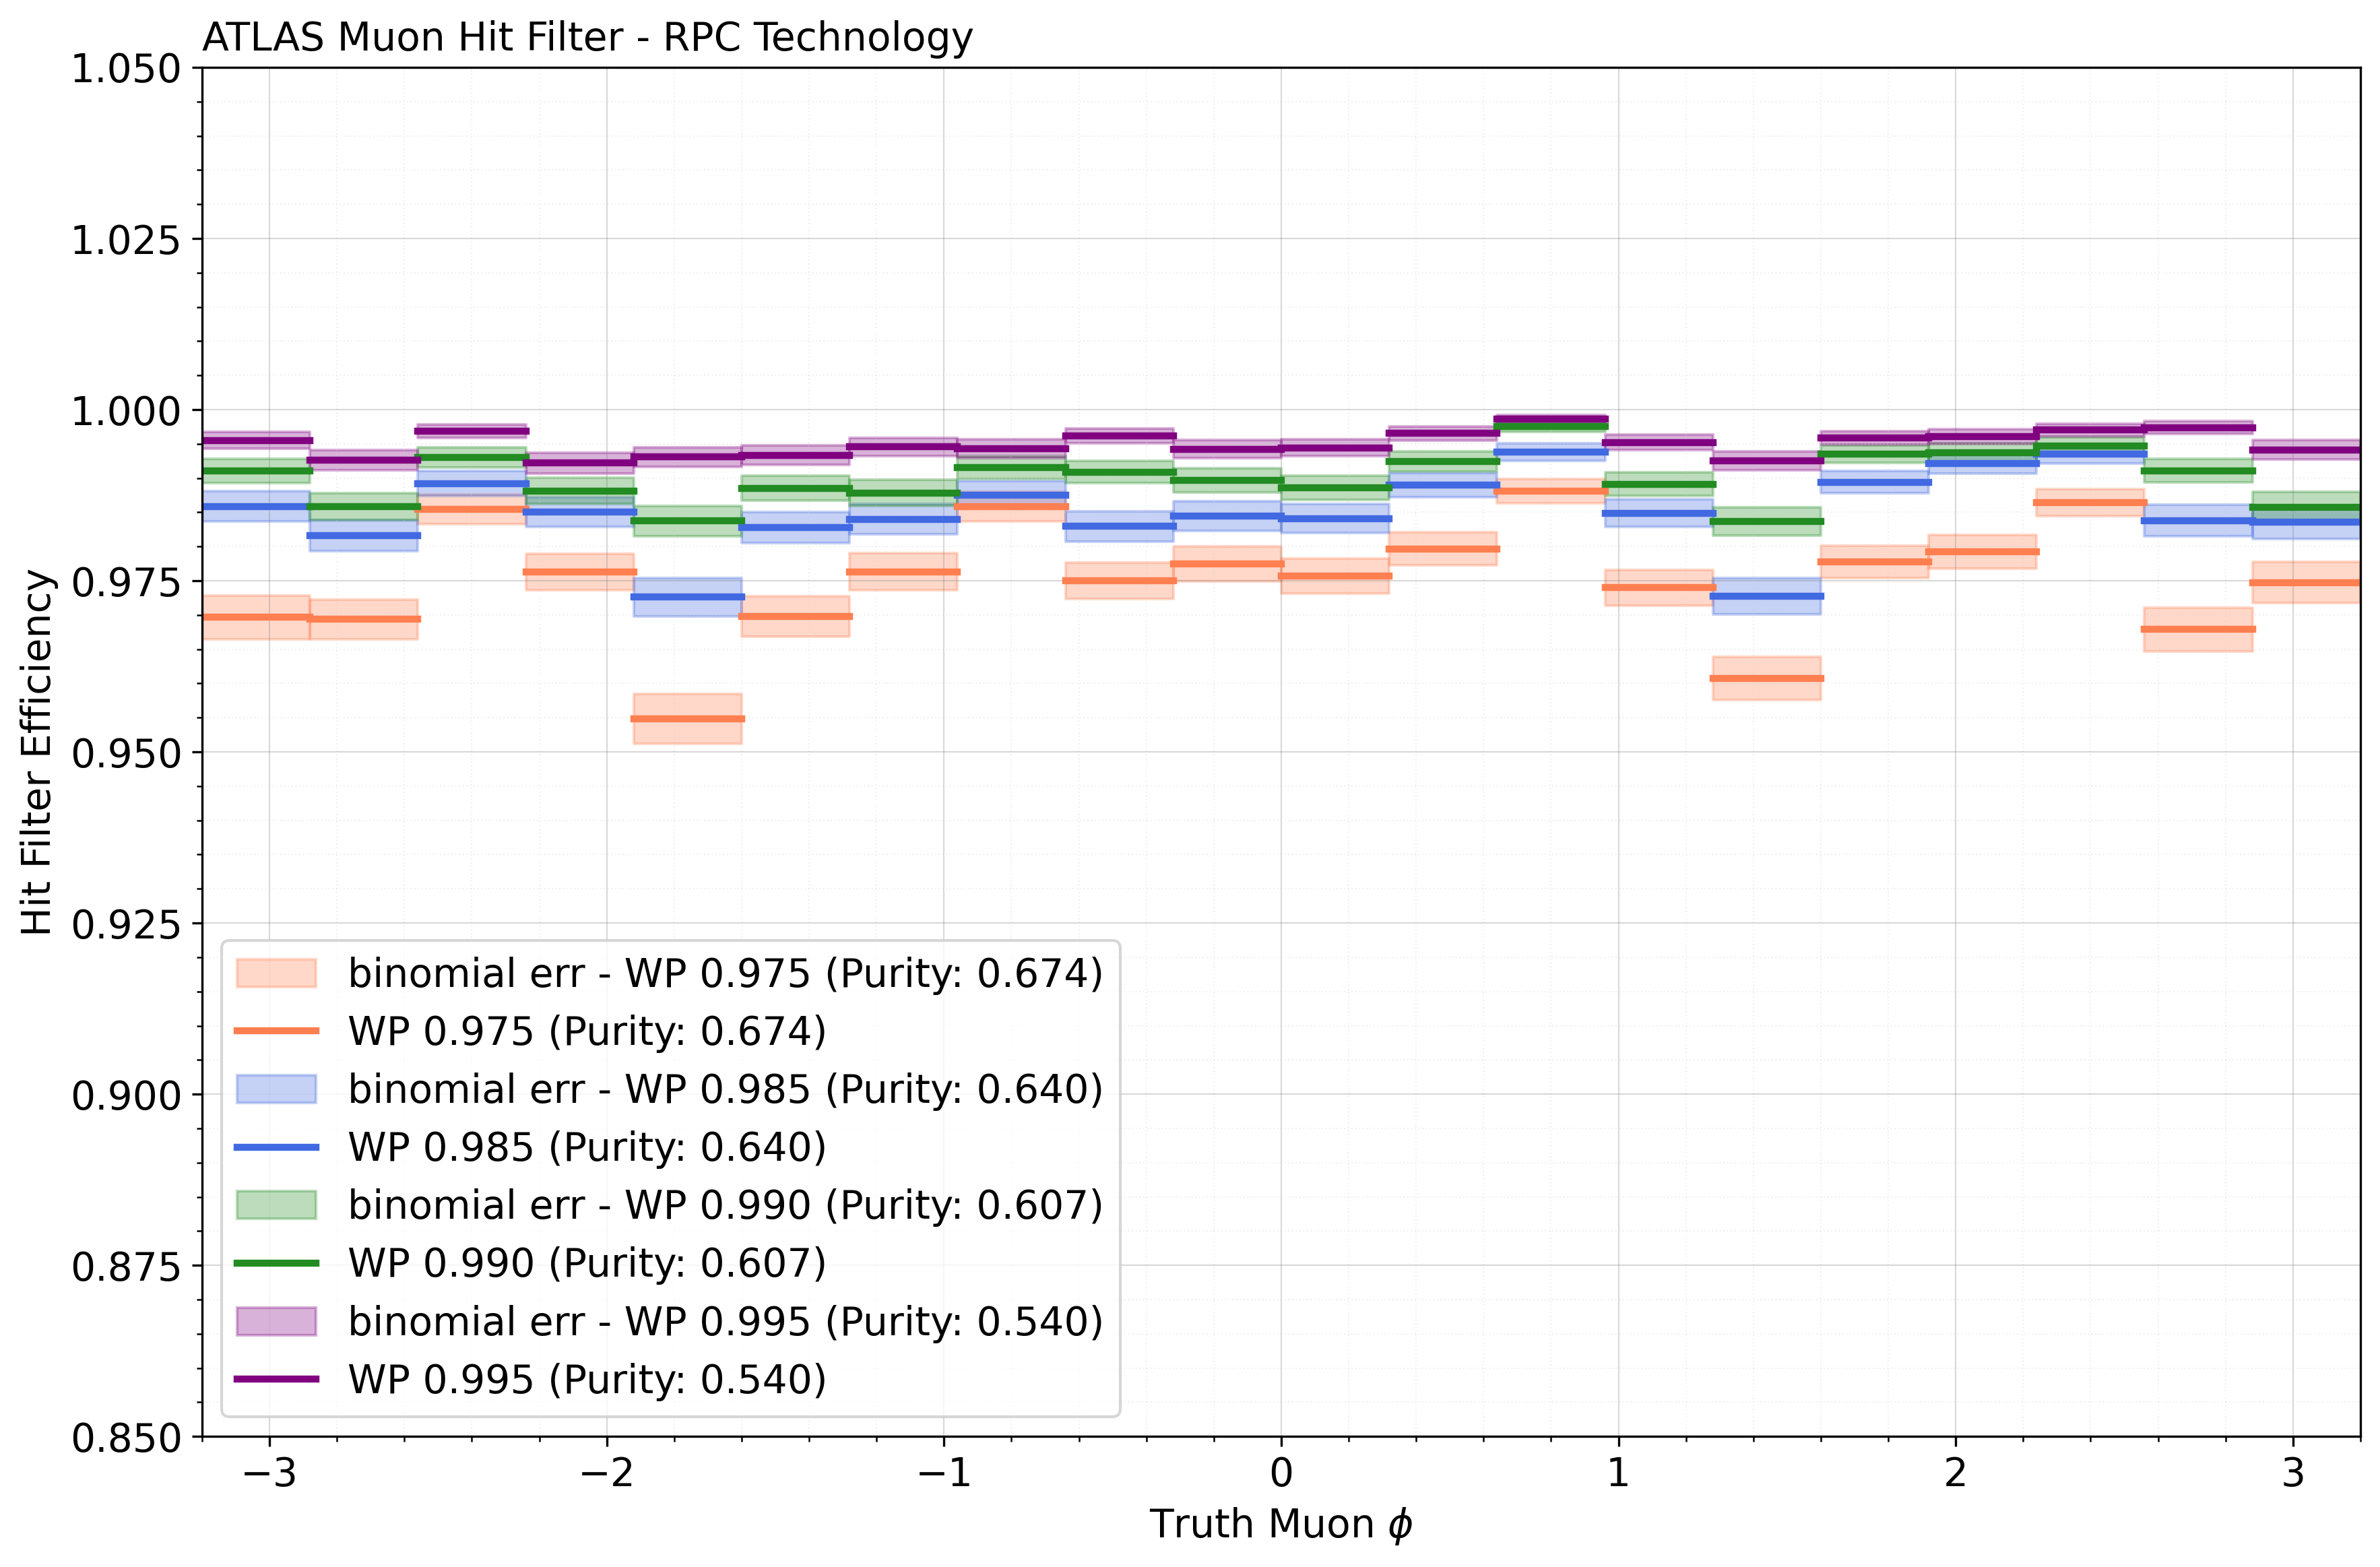 ATLAS Muon Hit Filter - RPC Technology
1.050
1.025
1.000
0.975
0.950
0.925
0.900
0.875
0.850
Hit Filter Efficiency
binomial err - WP 0.975 (Purity: 0.674)
WP 0.975 (Purity: 0.674)
binomial err - WP 0.985 (Purity: 0.640)
WP 0.985 (Purity: 0.640)
binomial err - WP 0.990 (Purity: 0.607)
WP 0.990 (Purity: 0.607)
binomial err - WP 0.995 (Purity: 0.540)
WP 0.995 (Purity: 0.540)
−3 −2 −1 0 1 2 3
Truth Muon ϕ